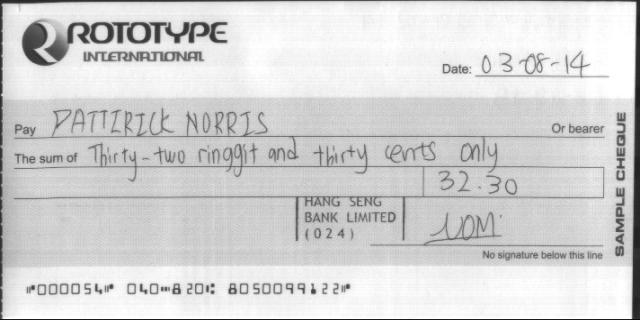 ROTOTYPE
INTERNATIONAL
Date: 03-08-14
Pay PATTIRICK NORRIS Or bearer
The sum of Thirty-two ringgit and thirty cents only
32.30
HANG SENG
BANK LIMITED
(024)
No signature below this line
SAMPLE CHEQUE
⑈000054⑈ 040⑉820⑆ 8050099122⑈